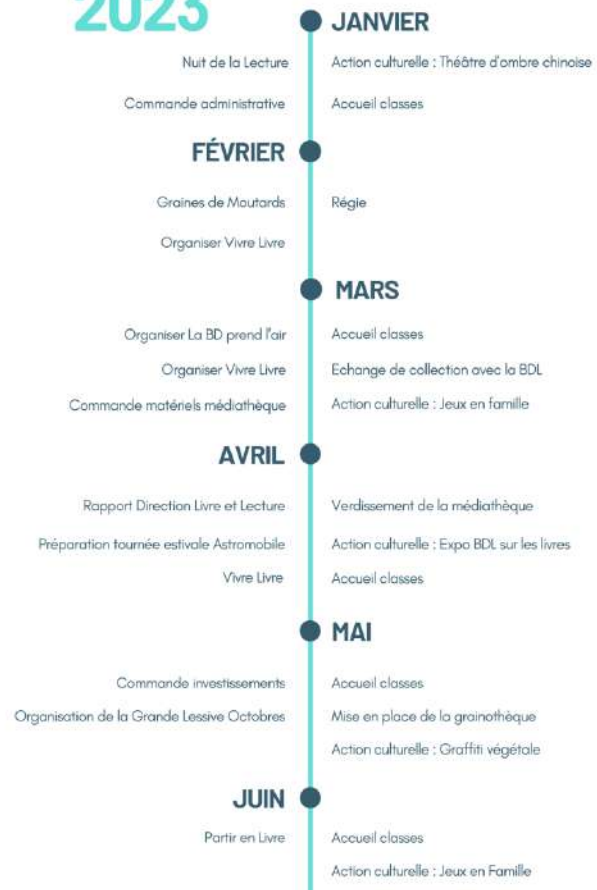 2023
JANVIER
Nuit de la Lecture
Action culturelle : Théâtre d'ombre chinoise
Commande administrative
Accueil classes
FÉVRIER
Graines de Moutards
Régie
Organiser Vivre Livre
MARS
Organiser La BD prend l'air
Accueil classes
Organiser Vivre Livre
Echange de collection avec la BDL
Commande matériels médiathèque
Action culturelle : Jeux en famille
AVRIL
Rapport Direction Livre et Lecture
Verdissement de la médiathèque
Préparation tournée estivale Astromobile
Action culturelle : Expo BDL sur les livres
Vivre Livre
Accueil classes
MAI
Commande investissements
Accueil classes
Organisation de la Grande Lessive Octobres
Mise en place de la grainothèque
Action culturelle : Graffiti végétale
JUIN
Partir en Livre
Accueil classes
Action culturelle : Jeux en Famille